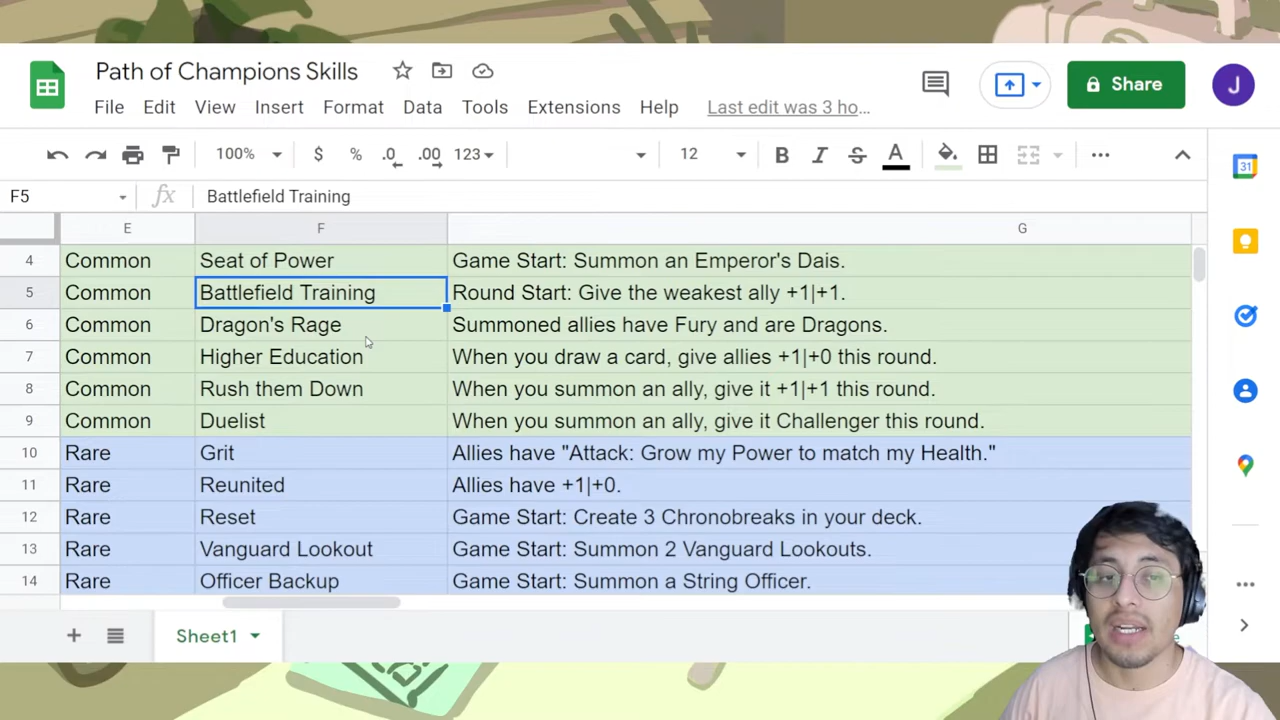 Path of Champions Skills
File Edit View Insert Format Data Tools Extensions Help Last edit was 3 ho...
Share
J
100% $ % .0 .00 123 12 B I S A
F5 fx Battlefield Training
31
E F G
4 Common Seat of Power Game Start: Summon an Emperor's Dais.
5 Common Battlefield Training Round Start: Give the weakest ally +1|+1.
6 Common Dragon's Rage Summoned allies have Fury and are Dragons.
7 Common Higher Education When you draw a card, give allies +1|+0 this round.
8 Common Rush them Down When you summon an ally, give it +1|+1 this round.
9 Common Duelist When you summon an ally, give it Challenger this round.
10 Rare Grit Allies have "Attack: Grow my Power to match my Health."
11 Rare Reunited Allies have +1|+0.
12 Rare Reset Game Start: Create 3 Chronobreaks in your deck.
13 Rare Vanguard Lookout Game Start: Summon 2 Vanguard Lookouts.
14 Rare Officer Backup Game Start: Summon a String Officer.
Sheet1